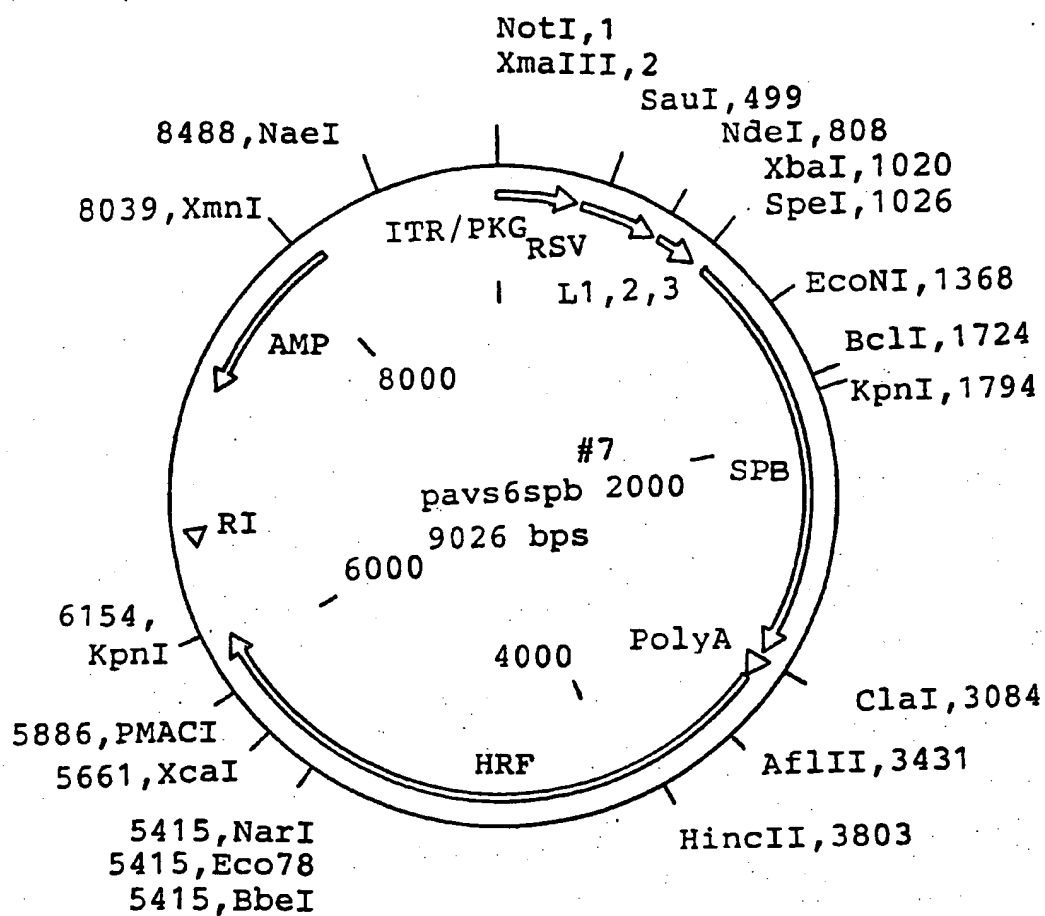 NotI,1
XmaIII,2
SauI,499
NdeI,808
XbaI,1020
SpeI,1026
8488,NaeI
8039,XmnI
ITR/PKG
RSV
L1,2,3
EcoNI,1368
BclI,1724
KpnI,1794
AMP
8000
#7
pavs6spb 2000
9026 bps
SPB
RI
6000
6154,
KpnI
PolyA
4000
ClaI,3084
5886,PMACI
5661,XcaI
HRF
AflII,3431
HincII,3803
5415,NarI
5415,Eco78
5415,BbeI